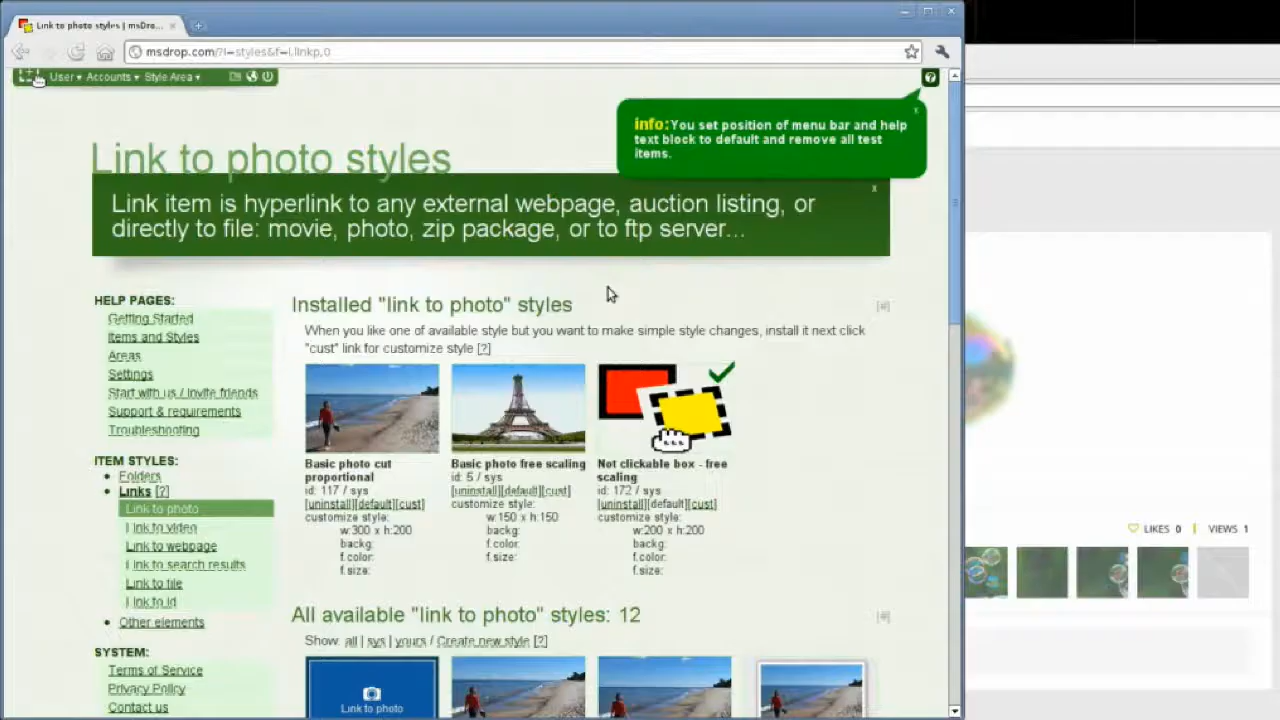 Link to photo styles | msDro...
msdrop.com/?l=styles&f=l,linkp,0
User▾ Accounts▾ Style Area▾
info: You set position of menu bar and help
text block to default and remove all test
items.
x
Link to photo styles
x
Link item is hyperlink to any external webpage, auction listing, or
directly to file: movie, photo, zip package, or to ftp server...
HELP PAGES:
Getting Started
Items and Styles
Areas
Settings
Start with us / Invite friends
Support & requirements
Troubleshooting
ITEM STYLES:
Folders
Links [?]
Link to photo
Link to video
Link to webpage
Link to search results
Link to file
Link to id
Other elements
SYSTEM:
Terms of Service
Privacy Policy
Contact us
Installed "link to photo" styles
[#]
When you like one of available style but you want to make simple style changes, install it next click
"cust" link for customize style [?]
Basic photo cut
proportional
id: 117 / sys
[uninstall][default][cust]
customize style:
w:300 x h:200
backg:
f.color:
f.size:
Basic photo free scaling
id: 5 / sys
[uninstall][default][cust]
customize style:
w:150 x h:150
backg:
f.color:
f.size:
Not clickable box - free
scaling
id: 172 / sys
[uninstall][default][cust]
customize style:
w:200 x h:200
backg:
f.color:
f.size:
All available "link to photo" styles: 12
[#]
Show: all | sys | yours / Create new style [?]
Link to photo
LIKES 0 | VIEWS 1